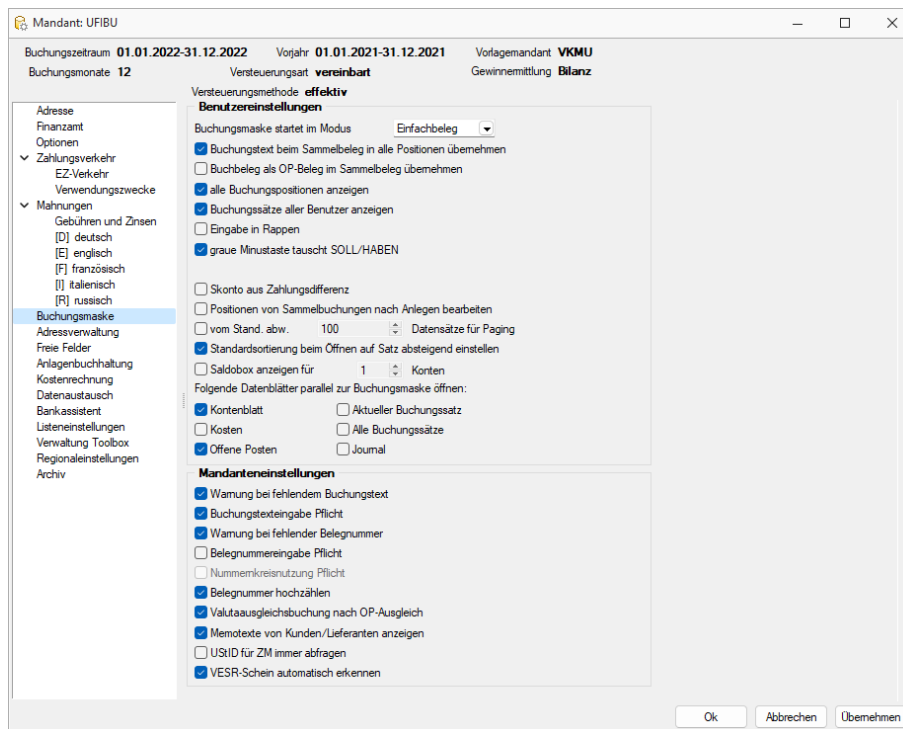 Mandant: UFIBU
Buchungszeitraum 01.01.2022-31.12.2022 Vorjahr 01.01.2021-31.12.2021 Vorlagemandant VKMU
Buchungsmonate 12 Versteuerungsart vereinbart Gewinnermittlung Bilanz
Versteuerungsmethode effektiv
Adresse
Finanzamt
Optionen
Zahlungsverkehr
EZ-Verkehr
Verwendungszwecke
Mahnungen
Gebühren und Zinsen
[D] deutsch
[E] englisch
[F] französisch
[I] italienisch
[R] russisch
Buchungsmaske
Adressverwaltung
Freie Felder
Anlagenbuchhaltung
Kostenrechnung
Datenaustausch
Bankassistent
Listeneinstellungen
Verwaltung Toolbox
Regionaleinstellungen
Archiv
Benutzereinstellungen
Buchungsmaske startet im Modus Einfachbeleg
Buchungstext beim Sammelbeleg in alle Positionen übernehmen
Buchbeleg als OP-Beleg im Sammelbeleg übernehmen
alle Buchungspositionen anzeigen
Buchungssätze aller Benutzer anzeigen
Eingabe in Rappen
graue Minustaste tauscht SOLL/HABEN
Skonto aus Zahlungsdifferenz
Positionen von Sammelbuchungen nach Anlegen bearbeiten
vom Stand. abw. 100 Datensätze für Paging
Standardsortierung beim Öffnen auf Satz absteigend einstellen
Saldobox anzeigen für 1 Konten
Folgende Datenblätter parallel zur Buchungsmaske öffnen:
Kontenblatt Aktueller Buchungssatz
Kosten Alle Buchungssätze
Offene Posten Journal
Mandanteneinstellungen
Warnung bei fehlendem Buchungstext
Buchungstexteingabe Pflicht
Warnung bei fehlender Belegnummer
Belegnummereingabe Pflicht
Nummernkreisnutzung Pflicht
Belegnummer hochzählen
Valutaausgleichsbuchung nach OP-Ausgleich
Memotexte von Kunden/Lieferanten anzeigen
UStID für ZM immer abfragen
VESR-Schein automatisch erkennen
Ok Abbrechen Übernehmen